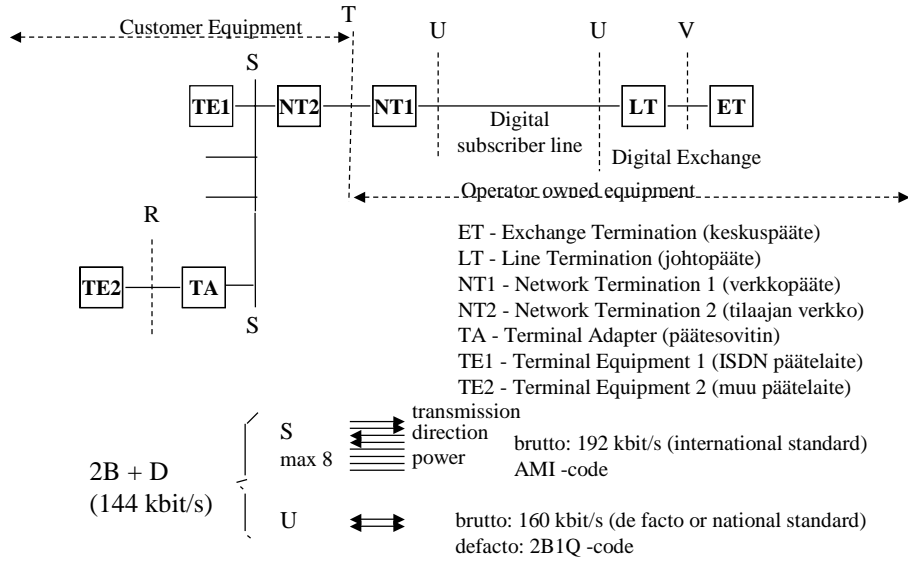 Customer Equipment
T
U
U
V
S
TE1
NT2
NT1
LT
ET
Digital
subscriber line
Digital Exchange
Operator owned equipment
R
TE2
TA
S
ET - Exchange Termination (keskuspääte)
LT - Line Termination (johtopääte)
NT1 - Network Termination 1 (verkkopääte)
NT2 - Network Termination 2 (tilaajan verkko)
TA - Terminal Adapter (päätesovitin)
TE1 - Terminal Equipment 1 (ISDN päätelaite)
TE2 - Terminal Equipment 2 (muu päätelaite)
2B + D
(144 kbit/s)
S
max 8
transmission
direction
power
brutto: 192 kbit/s (international standard)
AMI -code
U
brutto: 160 kbit/s (de facto or national standard)
defacto: 2B1Q -code